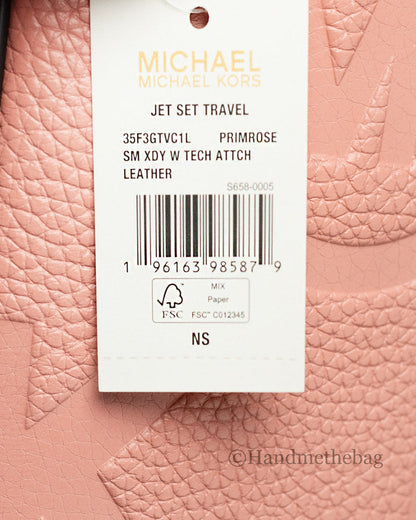 MICHAEL
MICHAEL KORS
JET SET TRAVEL
35F3GTVC1L PRIMROSE
SM XDY W TECH ATTCH
LEATHER
S658-0005
1 96163 98587 9
FSC
MIX
Paper
FSC™ C012345
NS
©Handmethebag